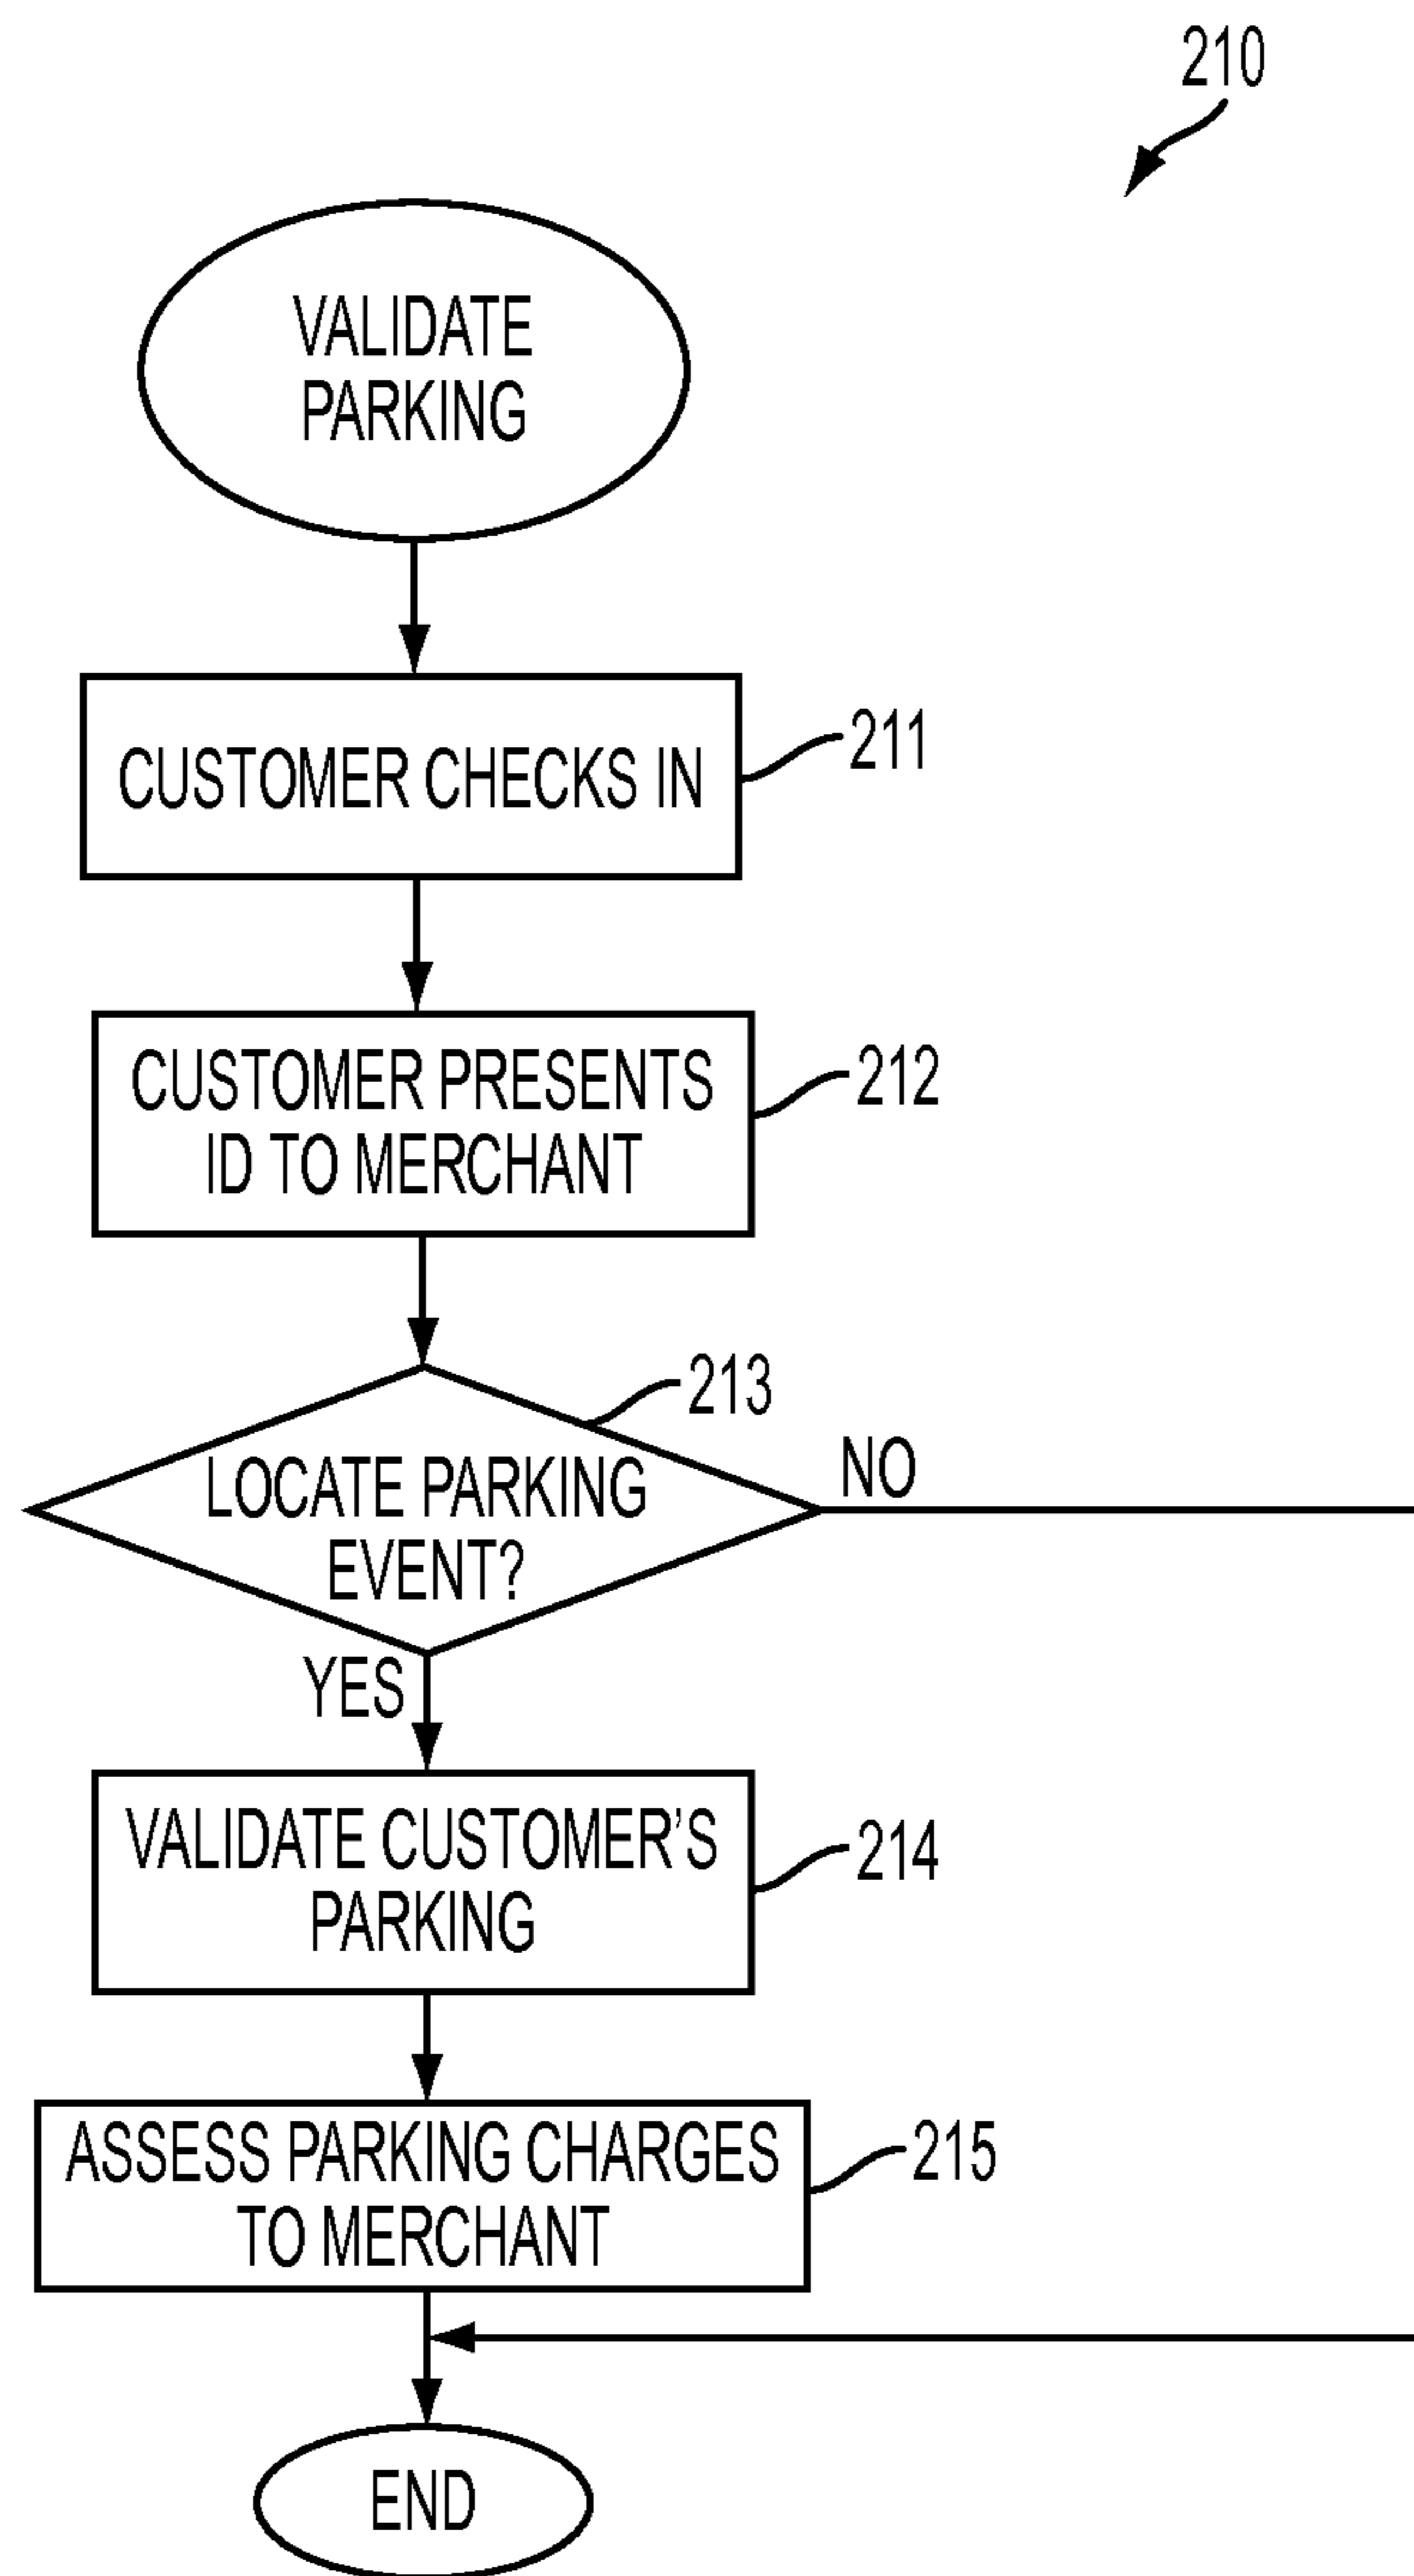 210
VALIDATE
PARKING
CUSTOMER CHECKS IN
211
CUSTOMER PRESENTS
ID TO MERCHANT
212
213
LOCATE PARKING
EVENT?
NO
YES
VALIDATE CUSTOMER'S
PARKING
214
ASSESS PARKING CHARGES
TO MERCHANT
215
END